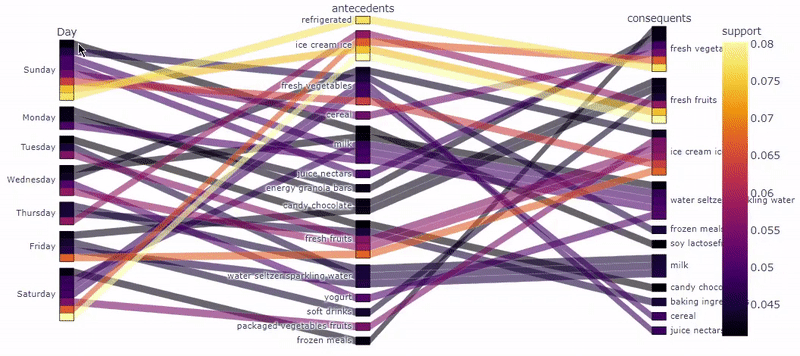 Day
antecedents
consequents
support
Sunday
Monday
Tuesday
Wednesday
Thursday
Friday
Saturday
refrigerated
ice cream ice
fresh vegetables
cereal
milk
juice nectars
energy granola bars
candy chocolate
fresh fruits
water seltzer sparkling water
yogurt
soft drinks
packaged vegetables fruits
frozen meals
fresh vegeta
fresh fruits
ice cream ic
water seltze rkling water
frozen meals
soy lactosef
milk
candy choco
baking ingre
cereal
juice nectars
0.08
0.075
0.07
0.065
0.06
0.055
0.05
0.045